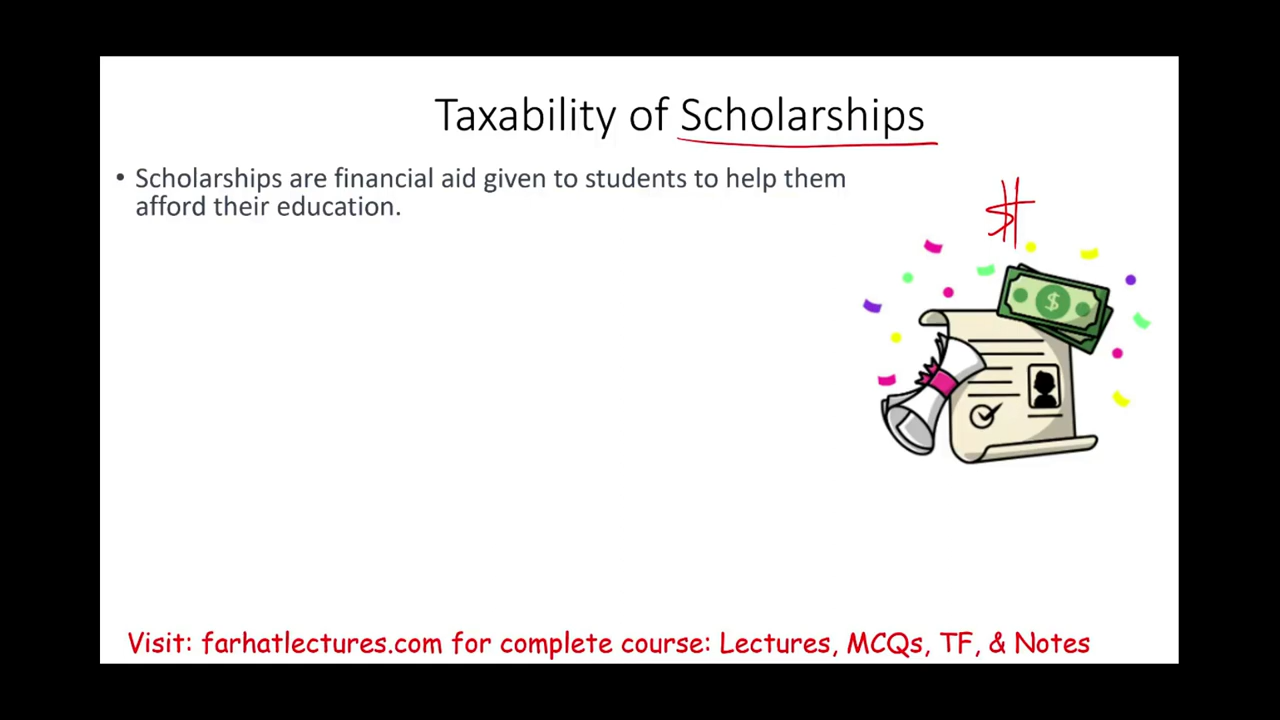 Taxability of Scholarships
• Scholarships are financial aid given to students to help them
afford their education.
$
$
Visit: farhatlectures.com for complete course: Lectures, MCQs, TF, & Notes